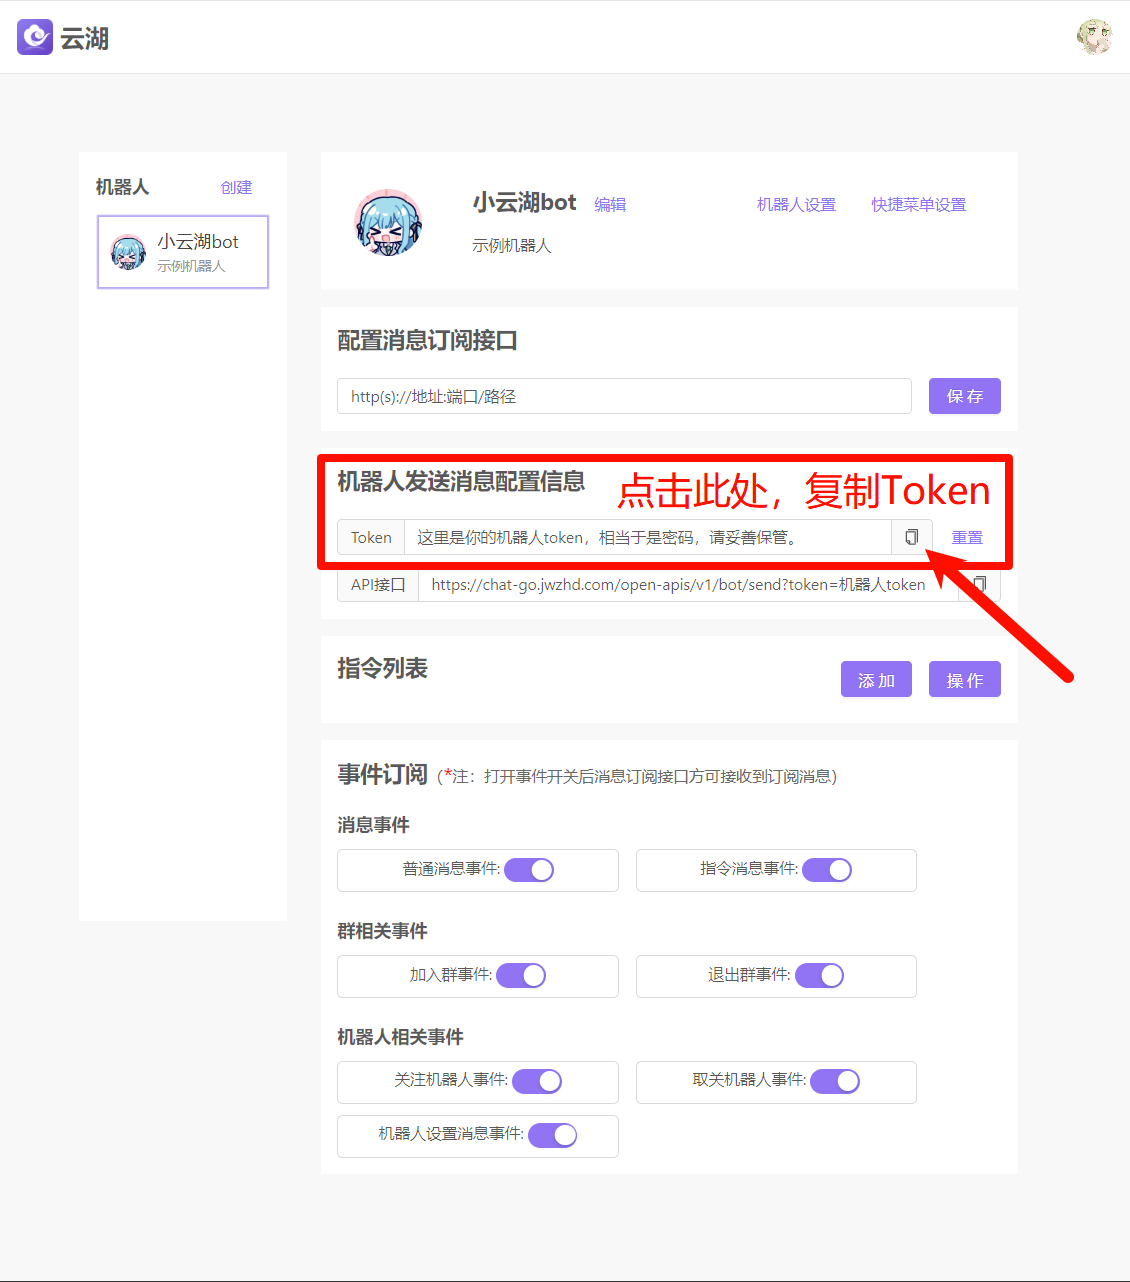 云湖
机器人 创建
小云湖bot
示例机器人
小云湖bot 编辑 机器人设置 快捷菜单设置
示例机器人
配置消息订阅接口
http(s)://地址:端口/路径 保存
机器人发送消息配置信息 点击此处，复制Token
Token 这里是你的机器人token，相当于是密码，请妥善保管。 重置
API接口 https://chat-go.jwzhd.com/open-apis/v1/bot/send?token=机器人token
指令列表 添加 操作
事件订阅 (*注：打开事件开关后消息订阅接口方可接收到订阅消息)
消息事件
普通消息事件: 指令消息事件:
群相关事件
加入群事件: 退出群事件:
机器人相关事件
关注机器人事件: 取关机器人事件:
机器人设置消息事件: